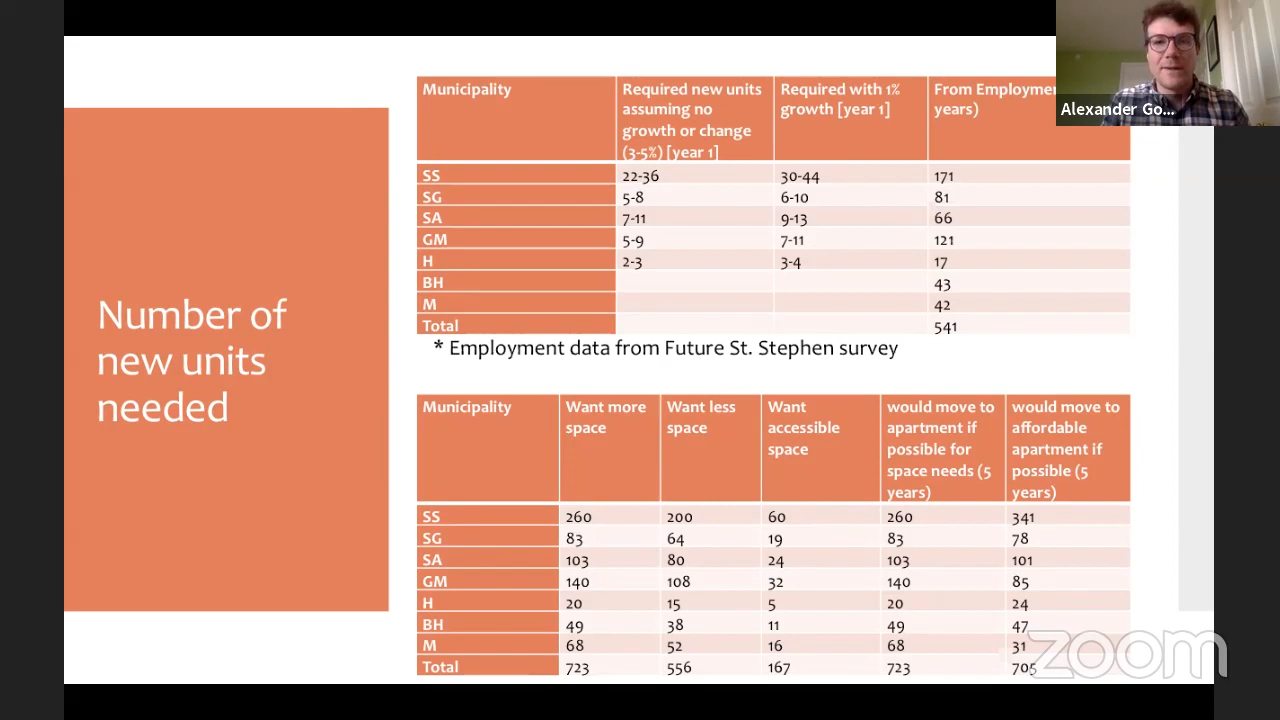 Number of
new units
needed
Municipality Required new units assuming no growth or change (3-5%) [year 1] Required with 1% growth [year 1] From years)
SS 22-36 30-44 171
SG 5-8 6-10 81
SA 7-11 9-13 66
GM 5-9 7-11 121
H 2-3 3-4 17
BH 43
M 42
Total 541
* Employment data from Future St. Stephen survey
Municipality Want more space Want less space Want accessible space would move to apartment if possible for space needs (5 years) would move to affordable apartment if possible (5 years)
SS 260 200 60 260 341
SG 83 64 19 83 78
SA 103 80 24 103 101
GM 140 108 32 140 85
H 20 15 5 20 24
BH 49 38 11 49 47
M 68 52 16 68 31
Total 723 556 167 723 705
Alexander Go...
zoom